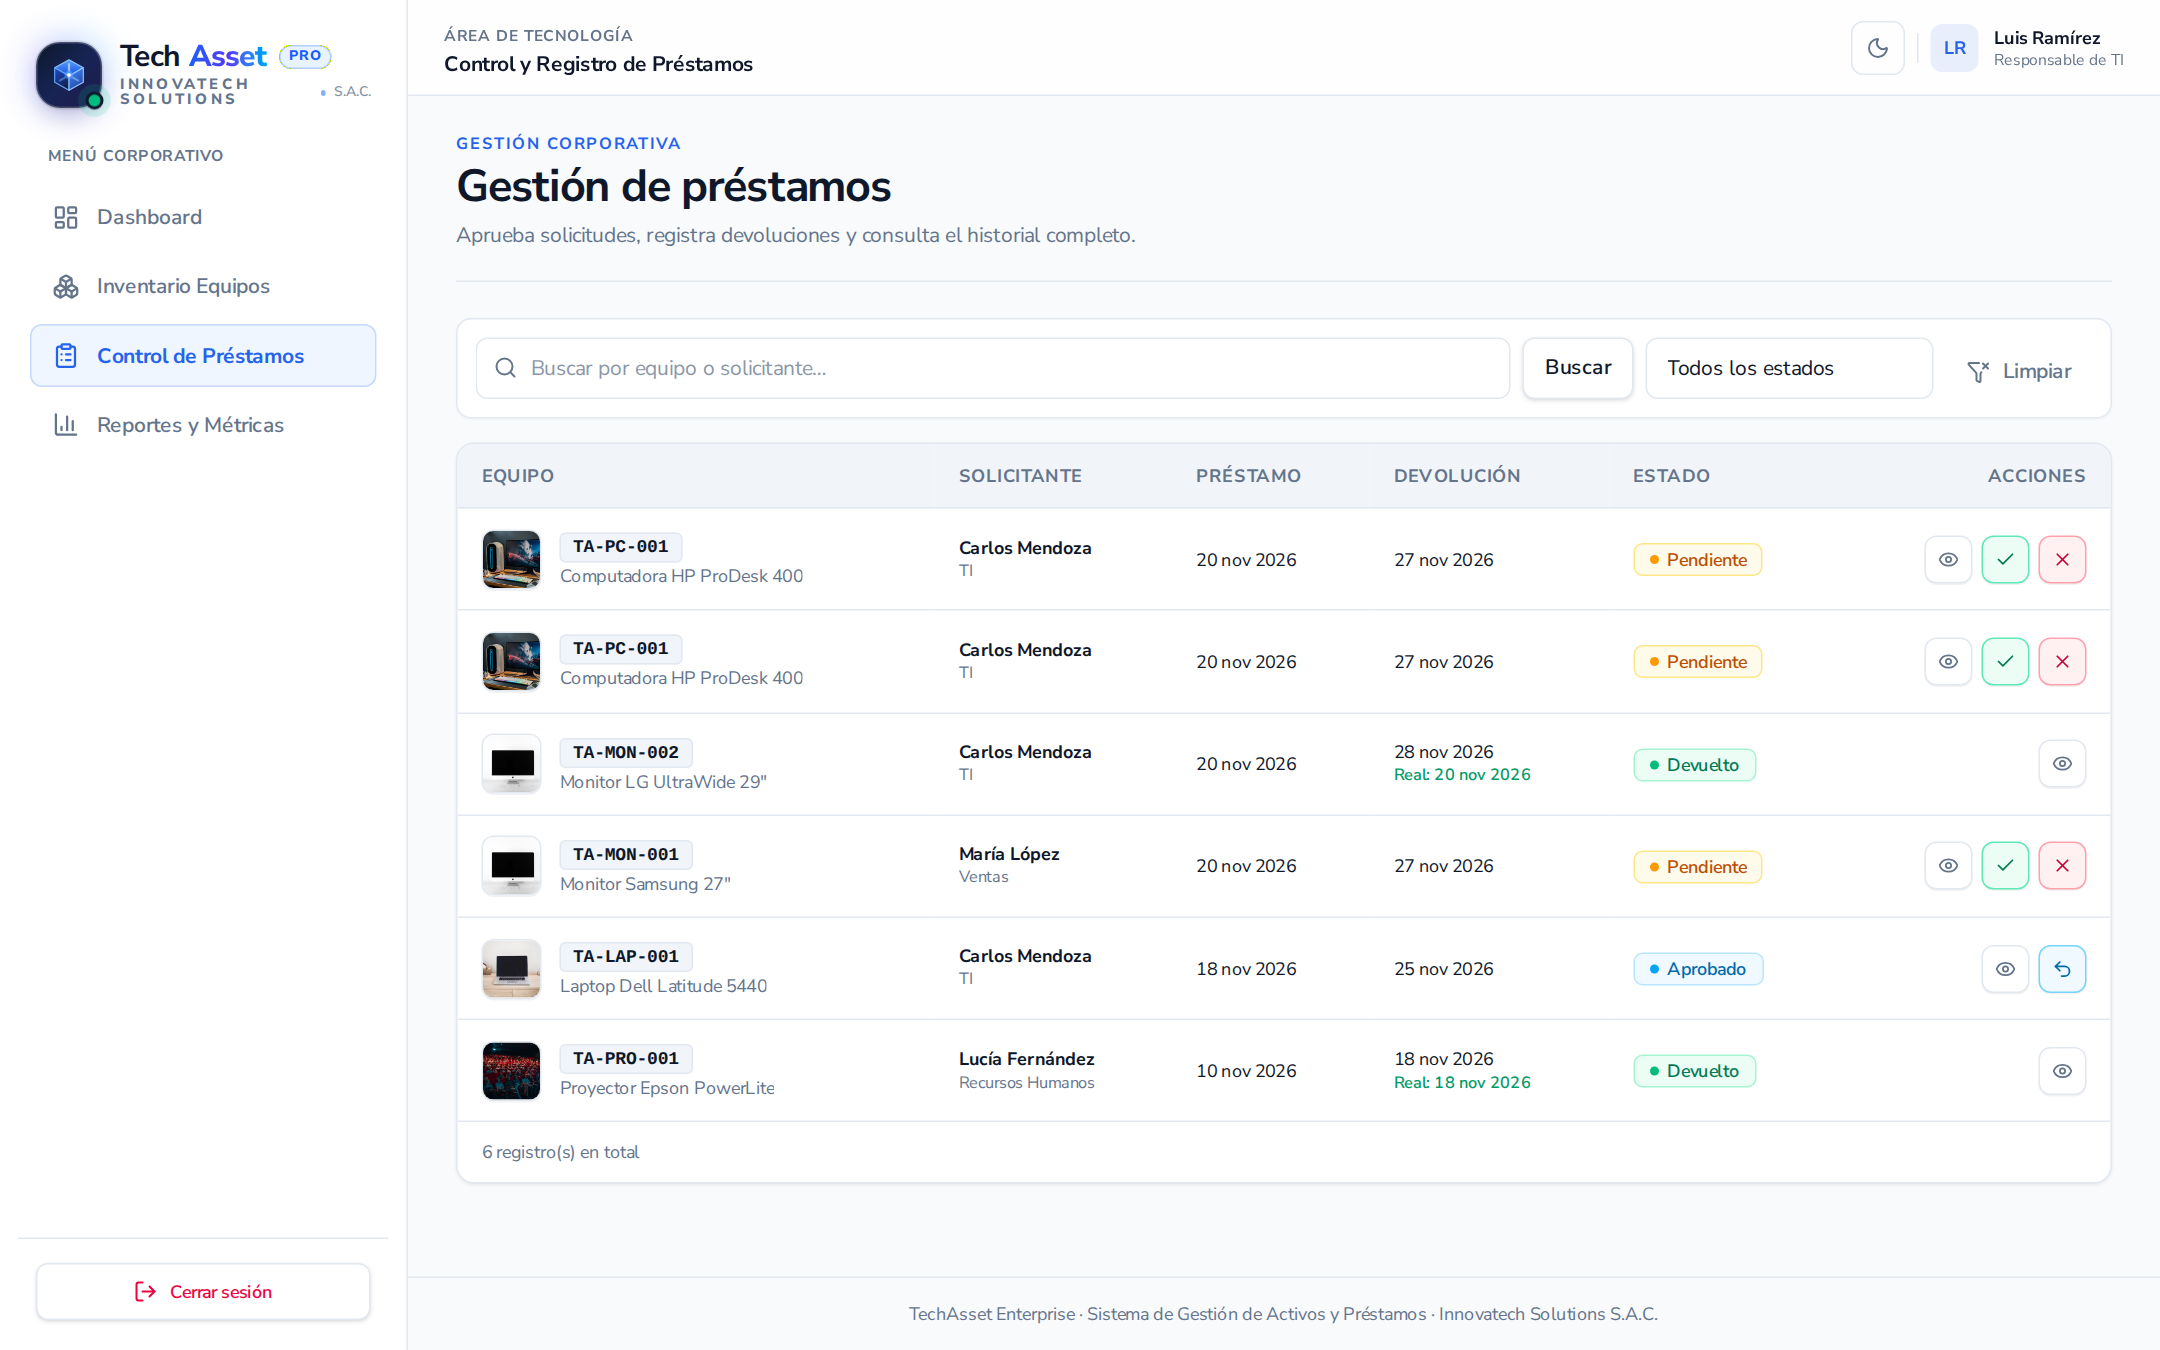 Tech Asset PRO
INNOVATECH SOLUTIONS
S.A.C.
MENÚ CORPORATIVO
Dashboard
Inventario Equipos
Control de Préstamos
Reportes y Métricas
Cerrar sesión
ÁREA DE TECNOLOGÍA
Control y Registro de Préstamos
LR
Luis Ramírez
Responsable de TI
GESTIÓN CORPORATIVA
Gestión de préstamos
Aprueba solicitudes, registra devoluciones y consulta el historial completo.
Buscar por equipo o solicitante...
Buscar
Todos los estados
Limpiar
EQUIPO SOLICITANTE PRÉSTAMO DEVOLUCIÓN ESTADO ACCIONES
TA-PC-001
Computadora HP ProDesk 400
Carlos Mendoza
TI
20 nov 2026
27 nov 2026
Pendiente
TA-PC-001
Computadora HP ProDesk 400
Carlos Mendoza
TI
20 nov 2026
27 nov 2026
Pendiente
TA-MON-002
Monitor LG UltraWide 29"
Carlos Mendoza
TI
20 nov 2026
28 nov 2026
Real: 20 nov 2026
Devuelto
TA-MON-001
Monitor Samsung 27"
María López
Ventas
20 nov 2026
27 nov 2026
Pendiente
TA-LAP-001
Laptop Dell Latitude 5440
Carlos Mendoza
TI
18 nov 2026
25 nov 2026
Aprobado
TA-PRO-001
Proyector Epson PowerLite
Lucía Fernández
Recursos Humanos
10 nov 2026
18 nov 2026
Real: 18 nov 2026
Devuelto
6 registro(s) en total
TechAsset Enterprise · Sistema de Gestión de Activos y Préstamos · Innovatech Solutions S.A.C.